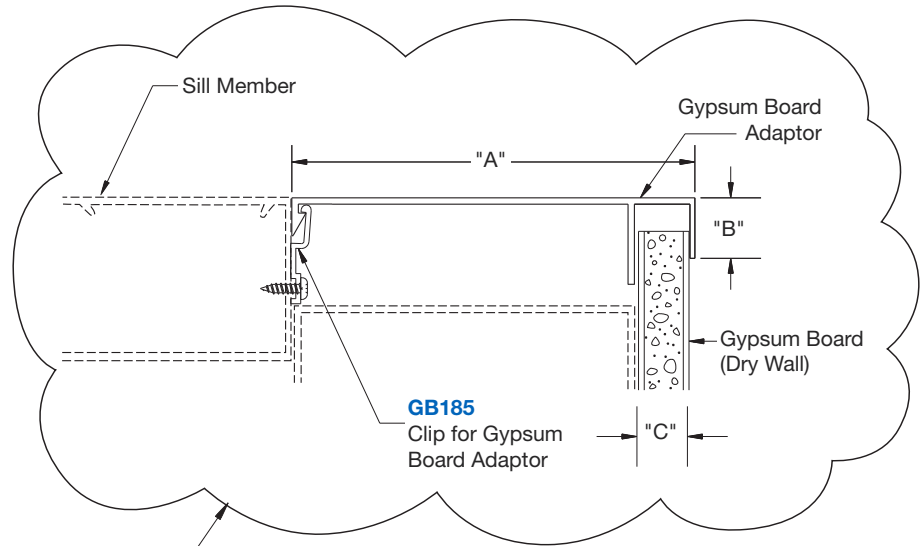 Sill Member
Gypsum Board
Adaptor
"A"
"B"
Gypsum Board
(Dry Wall)
GB185
Clip for Gypsum
Board Adaptor
"C"